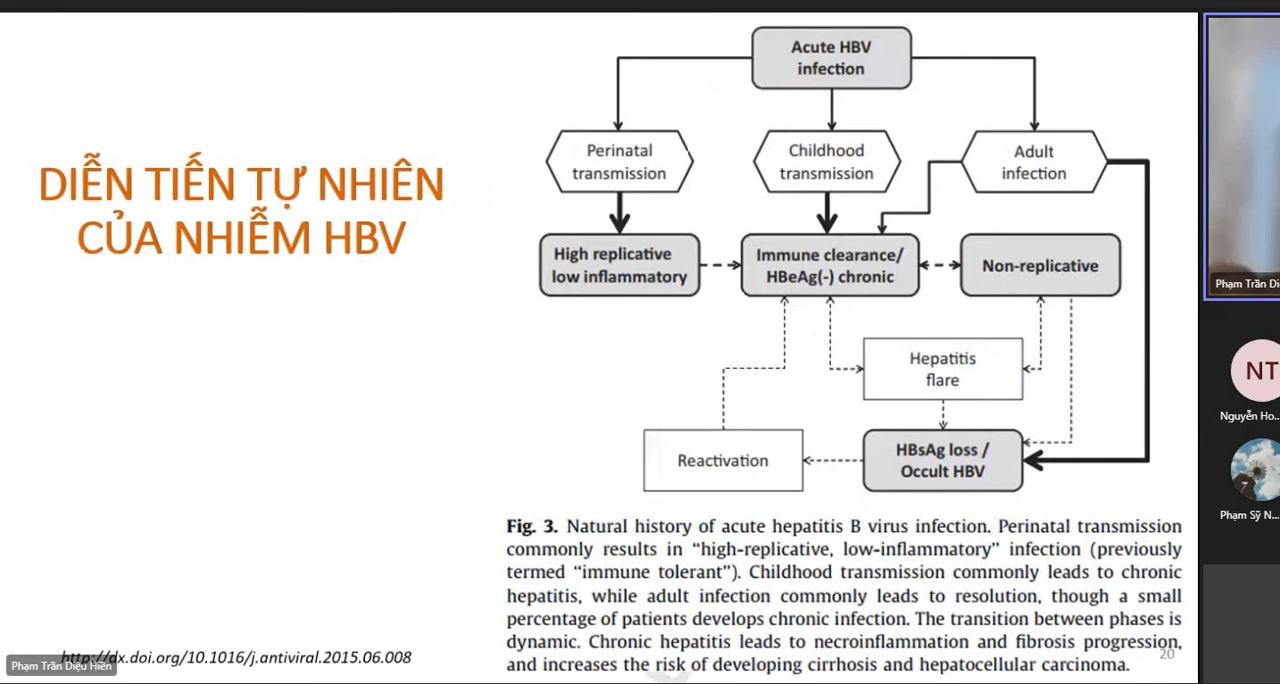 DIỄN TIẾN TỰ NHIÊN
CỦA NHIỄM HBV
Acute HBV
infection
Perinatal
transmission
Childhood
transmission
Adult
infection
High replicative
low inflammatory
Immune clearance/
HBeAg(-) chronic
Non-replicative
Hepatitis
flare
Reactivation
HBsAg loss /
Occult HBV
Fig. 3. Natural history of acute hepatitis B virus infection. Perinatal transmission
commonly results in “high-replicative, low-inflammatory” infection (previously
termed “immune tolerant”). Childhood transmission commonly leads to chronic
hepatitis, while adult infection commonly leads to resolution, though a small
percentage of patients develops chronic infection. The transition between phases is
dynamic. Chronic hepatitis leads to necroinflammation and fibrosis progression,
and increases the risk of developing cirrhosis and hepatocellular carcinoma.
20
http://dx.doi.org/10.1016/j.antiviral.2015.06.008
Phạm Trần Diệu Hiền
Phạm Trần Di
NT
Nguyễn Ho...
Phạm Sỹ N...